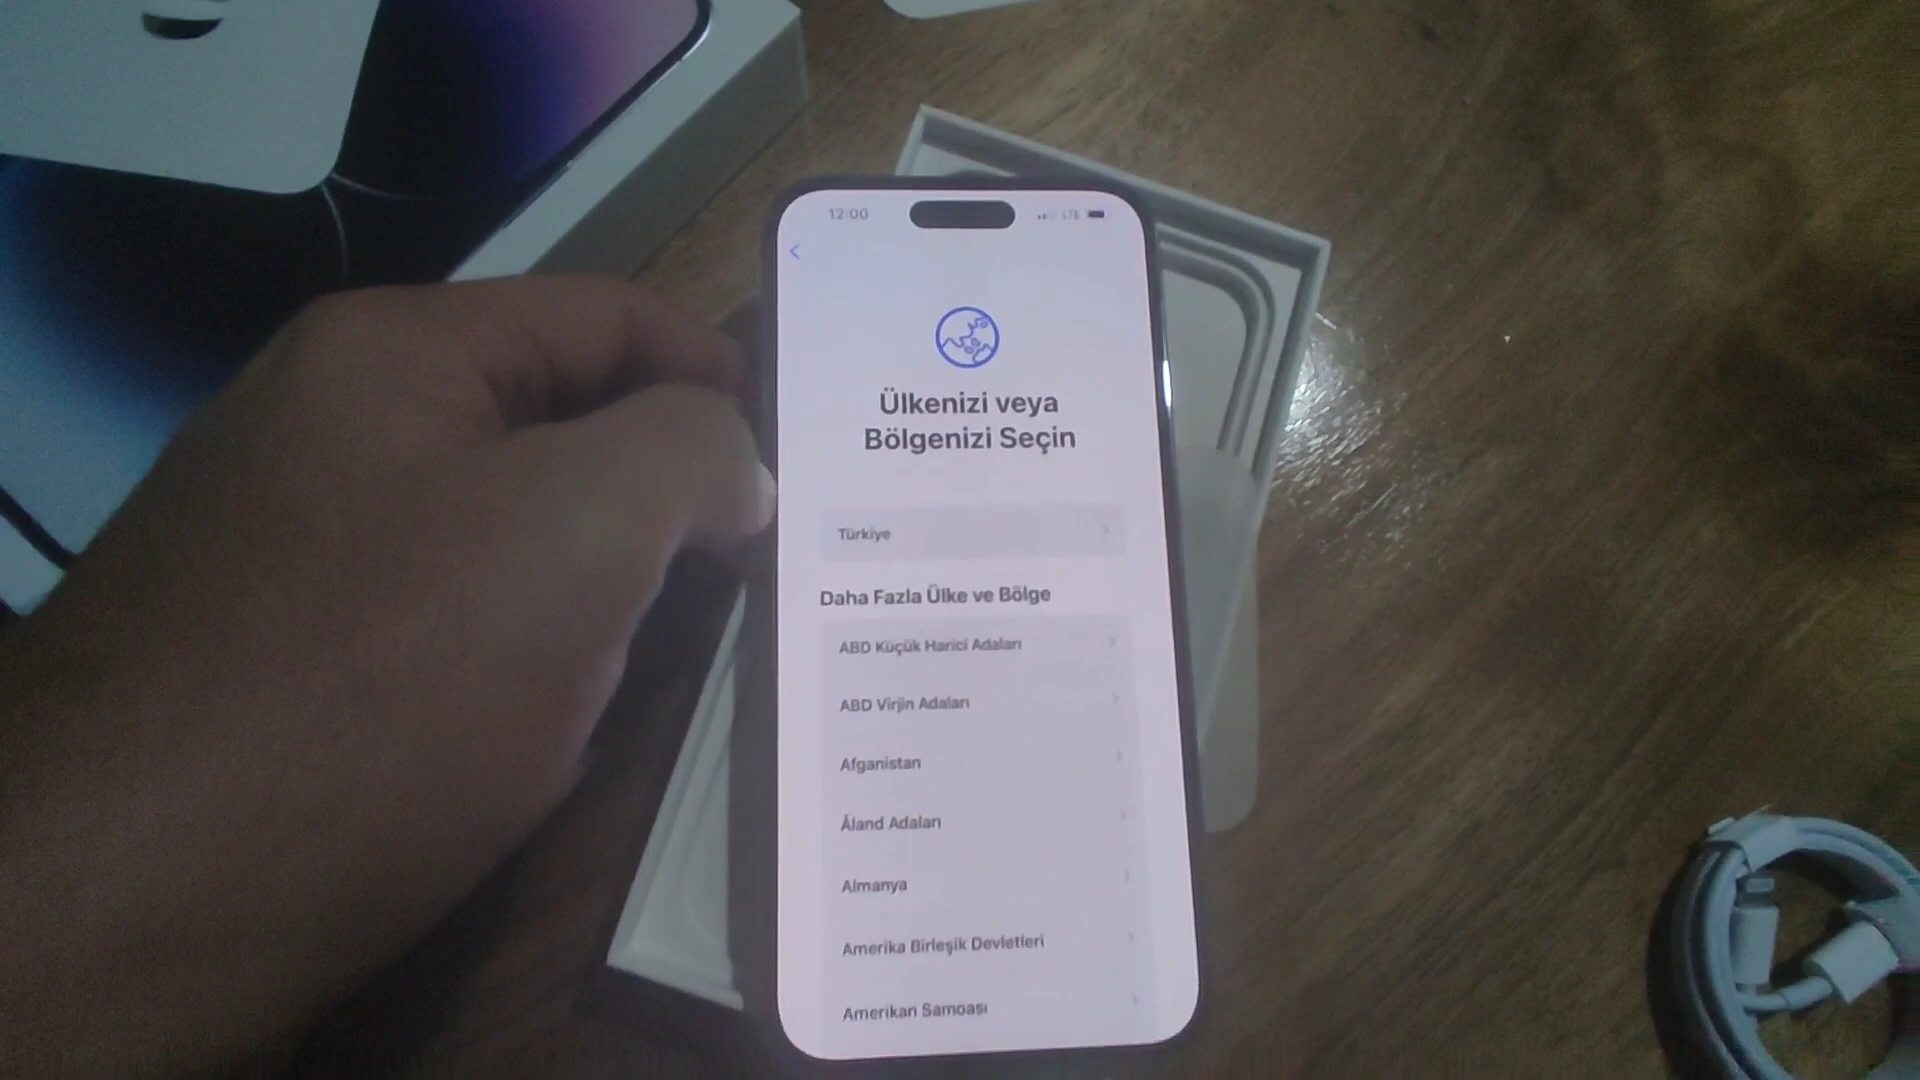 12:00
LTE
Ülkenizi veya
Bölgenizi Seçin
Türkiye
Daha Fazla Ülke ve Bölge
ABD Küçük Harici Adaları
ABD Virjin Adaları
Afganistan
Åland Adaları
Almanya
Amerika Birleşik Devletleri
Amerikan Samoası